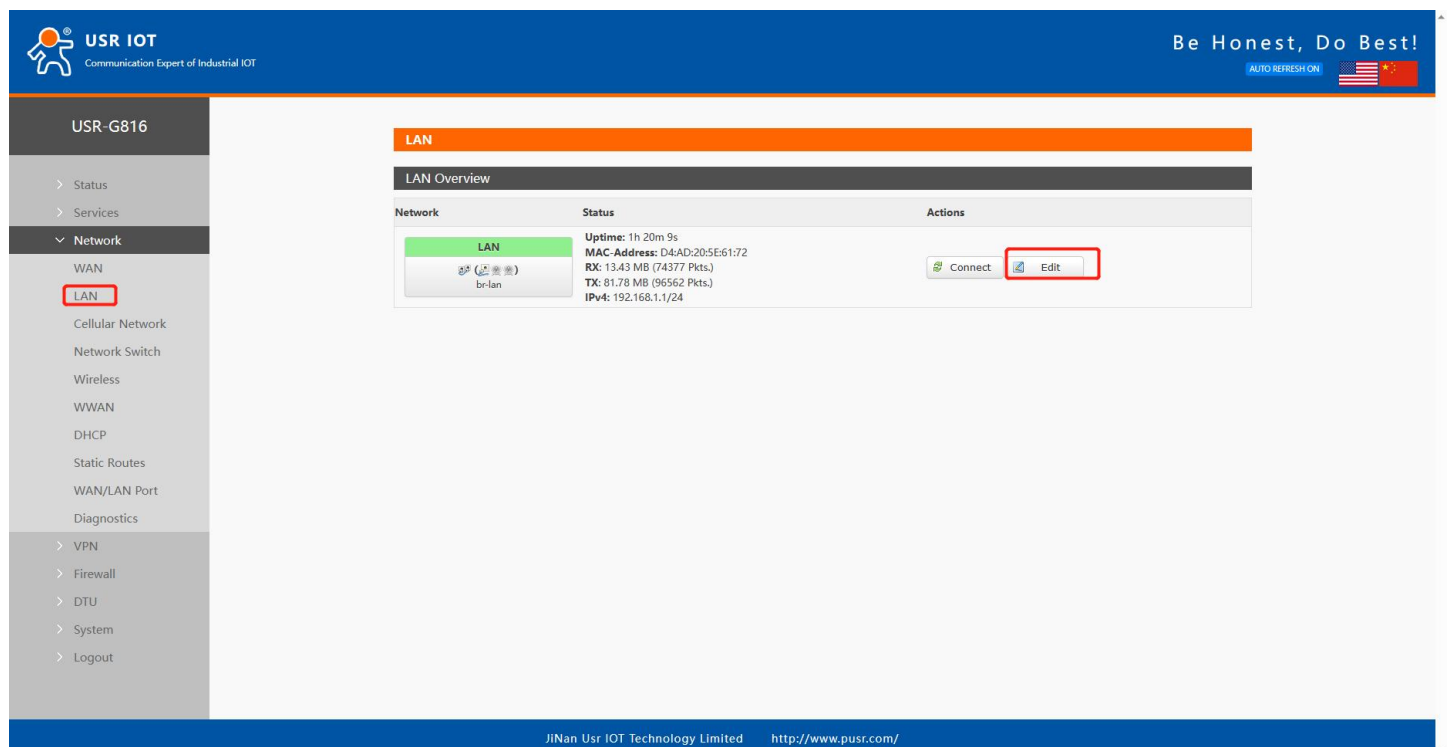 USR IOT
Communication Expert of Industrial IOT
Be Honest, Do Best!
AUTO REFRESH ON
USR-G816
Status
Services
Network
WAN
LAN
Cellular Network
Network Switch
Wireless
WWAN
DHCP
Static Routes
WAN/LAN Port
Diagnostics
VPN
Firewall
DTU
System
Logout
LAN
LAN Overview
Network Status Actions
LAN
br-lan
Uptime: 1h 20m 9s
MAC-Address: D4:AD:20:5E:61:72
RX: 13.43 MB (74377 Pkts.)
TX: 81.78 MB (96562 Pkts.)
IPv4: 192.168.1.1/24
Connect Edit
JiNan Usr IOT Technology Limited http://www.pusr.com/